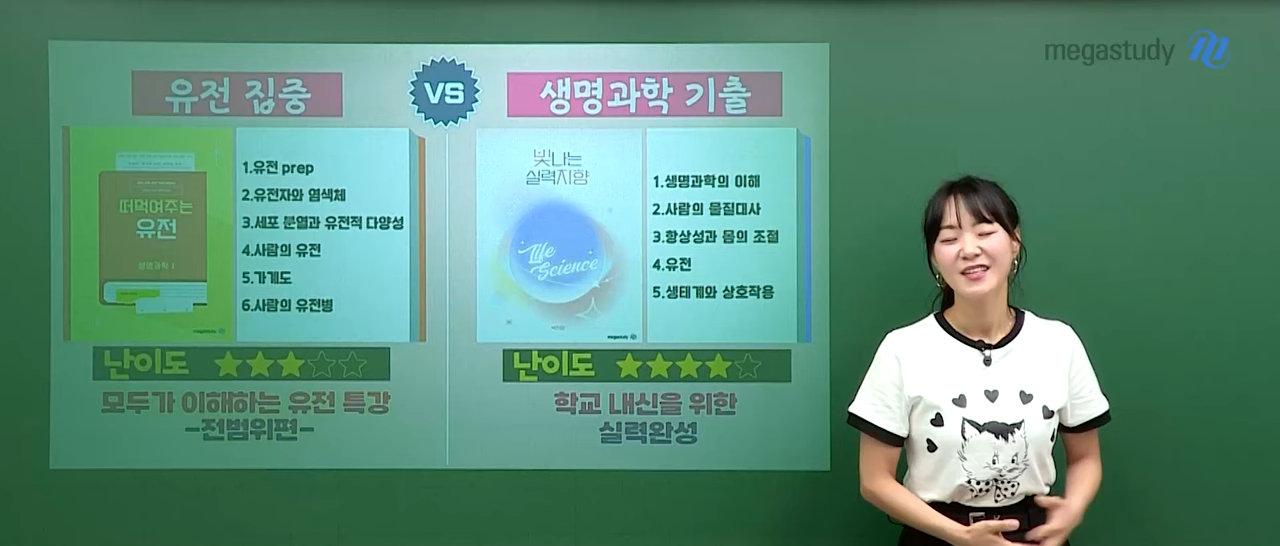 megastudy
유전 집중
VS
생명과학 기출
떠먹여주는
유전
생명과학 I
megastudy
1.유전 prep
2.유전자와 염색체
3.세포 분열과 유전적 다양성
4.사람의 유전
5.가계도
6.사람의 유전병
빛나는
실력지향
Life
Science
megastudy
1.생명과학의 이해
2.사람의 물질대사
3.항상성과 몸의 조절
4.유전
5.생태계와 상호작용
난이도 ★★★☆☆
난이도 ★★★★☆
모두가 이해하는 유전 특강
-전범위편-
학교 내신을 위한
실력완성